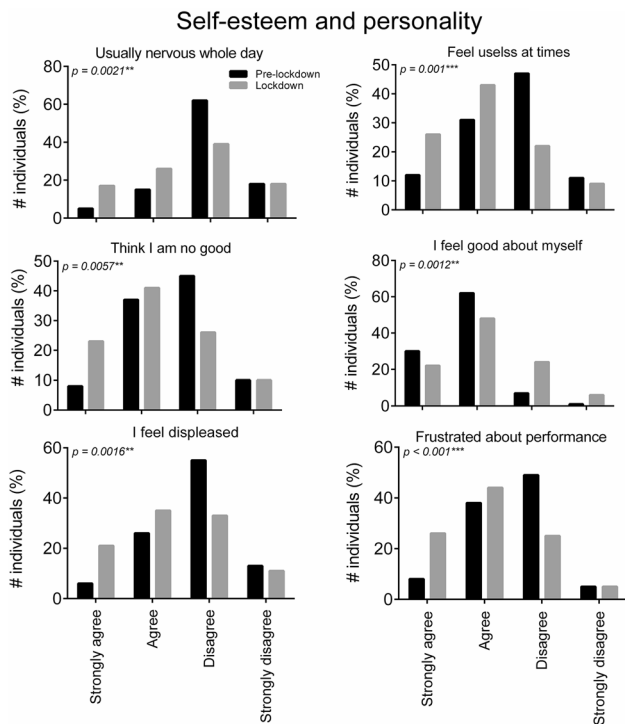 Self-esteem and personality
Usually nervous whole day
p = 0.0021**
Pre-lockdown
Lockdown
# individuals (%)
80
60
40
20
0
Feel uselss at times
p = 0.001***
# individuals (%)
50
40
30
20
10
0
Think I am no good
p = 0.0057**
# individuals (%)
50
40
30
20
10
0
I feel good about myself
p = 0.0012**
# individuals (%)
80
60
40
20
0
I feel displeased
p = 0.0016**
# individuals (%)
60
40
20
0
Strongly agree
Agree
Disagree
Strongly disagree
Frustrated about performance
p < 0.001***
# individuals (%)
60
40
20
0
Strongly agree
Agree
Disagree
Strongly disagree